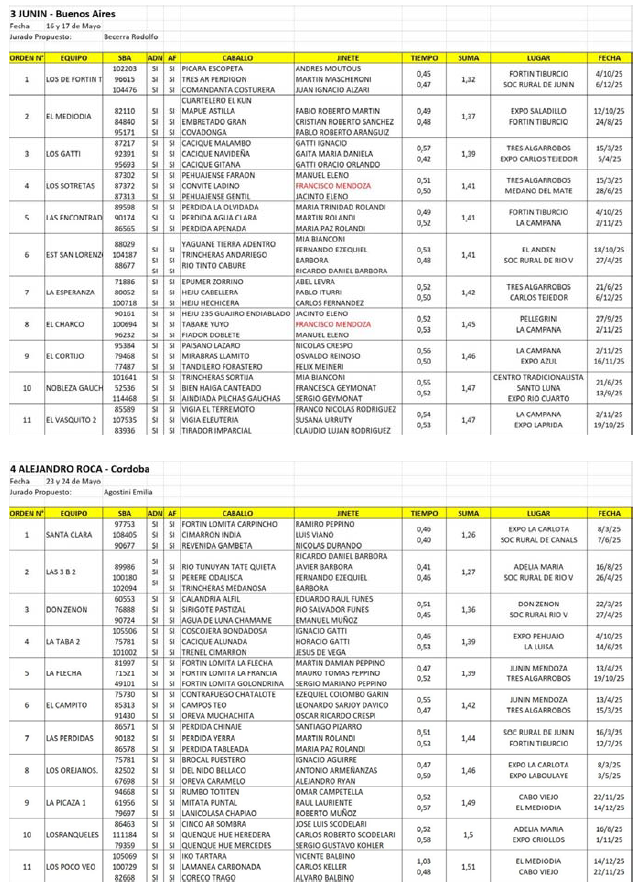 3 JUNIN - Buenos Aires
Fecha 16 y 17 de Mayo
Jurado Propuesto: Becerra Rodolfo
ORDEN N° EQUIPO SBA ADN AF CABALLO JINETE TIEMPO SUMA LUGAR FECHA
1 LOS DE FORTIN T 1,32
102203 SI SI PICARA ESCOPETA ANDRES MOUTOUS 0,45 FORTIN TIBURCIO 4/10/25
96615 SI SI TRES AR PERDIGON MARTIN MASCHERONI 0,47 SOC RURAL DE JUNIN 6/12/25
104476 SI SI COMANDANTA COSTURERA JUAN IGNACIO ALZARI
2 EL MEDIODIA 1,37
CUARTELERO EL KUN
82110 SI SI MAPUE ASTILLA FABIO ROBERTO MARTIN 0,49 EXPO SALADILLO 12/10/25
84840 SI SI EMBRETADO GRAN CRISTIAN ROBERTO SANCHEZ 0,48 FORTIN TIBURCIO 24/8/25
95171 SI SI COVADONGA PABLO ROBERTO ARANGUIZ
3 LOS GATTI 1,39
87217 SI SI CACIQUE MALAMBO GATTI IGNACIO 0,57 TRES ALGARROBOS 15/3/25
92391 SI SI CACIQUE NAVIDEÑA GAITA MARIA DANIELA 0,42 EXPO CARLOS TEJEDOR 5/4/25
95693 SI SI CACIQUE GITANA GATTI ORACIO ORLANDO
4 LOS SOTRETAS 1,41
87302 SI SI PEHUAJENSE FARAON MANUEL ELENO 0,51 TRES ALGARROBOS 15/3/25
87372 SI SI CONVITE LADINO FRANCISCO MENDOZA 0,50 MEDANO DEL MATE 28/6/25
87313 SI SI PEHUAJENSE GENTIL JACINTO ELENO
5 LAS ENCONTRAD 1,41
89598 SI SI PERDIDA LA OLVIDADA MARIA TRINIDAD ROLANDI 0,49 FORTIN TIBURCIO 4/10/25
90174 SI SI PERDIDA AGUA CLARA MARTIN ROLANDI 0,52 LA CAMPANA 2/11/25
86565 SI SI PERDIDA APENADA MARIA PAZ ROLANDI
6 EST SAN LORENZ 1,41
MIA BIANCONI
88029 SI SI YAGUANE TIERRA ADENTRO FERNANDO EZEQUIEL 0,53 EL ANDEN 18/10/25
104187 SI SI TRINCHERAS ANDARIEGO BARBORA 0,48 SOC RURAL DE RIO V 27/4/25
88677 SI SI RIO TINTO CABURE RICARDO DANIEL BARBORA
7 LA ESPERANZA 1,42
71886 SI SI EPUMER ZORRINO ABEL LEVRA 0,52 TRES ALGARROBOS 21/6/25
80052 SI SI HEJU CABELLERA PABLO ITURRI 0,50 CARLOS TEJEDOR 6/12/25
100718 SI SI HEJU HECHICERA CARLOS FERNANDEZ
8 EL CHARCO 1,45
90161 SI SI HEJU 235 GUAJIRO ENDIABLADO JACINTO ELENO 0,52 PELLEGRINI 27/9/25
100694 SI SI TABARE YUYO FRANCISCO MENDOZA 0,53 LA CAMPANA 2/11/25
96232 SI SI FIADOR DOBLETE MANUEL ELENO
9 EL CORTIJO 1,46
95384 SI SI PAISANO LAZARO NICOLAS CRESPO 0,56 LA CAMPANA 2/11/25
79468 SI SI MIRABRAS LLAMITO OSVALDO REINOSO 0,50 EXPO AZUL 16/11/25
77487 SI SI TANDILERO FORASTERO FELIX MEINERI
10 NOBLEZA GAUCH 1,47
101641 SI SI TRINCHERAS SORTIJA MIA BIANCONI 0,55 CENTRO TRADICIONALISTA 21/6/25
52536 SI SI BIEN HAIGA CANTEADO FRANCESCA GEYMONAT 0,52 SANTO LUNA 13/9/25
114468 SI SI AINDIADA PILCHAS GAUCHAS SERGIO GEYMONAT EXPO RIO CUARTO
11 EL VASQUITO 2 1,47
85589 SI SI VIGIA EL TERREMOTO FRANCO NICOLAS RODRIGUEZ 0,54 LA CAMPANA 2/11/25
107535 SI SI VIGIA ELEUTERIA SUSANA URRUTY 0,53 EXPO LAPRIDA 19/10/25
83936 SI SI TIRADOR IMPARCIAL CLAUDIO LUJAN RODRIGUEZ
4 ALEJANDRO ROCA - Cordoba
Fecha 23 y 24 de Mayo
Jurado Propuesto: Agostini Emilia
ORDEN N° EQUIPO SBA ADN AF CABALLO JINETE TIEMPO SUMA LUGAR FECHA
1 SANTA CLARA 1,26
97753 SI SI FORTIN LOMITA CARPINCHO RAMIRO PEPPINO 0,46 EXPO LA CARLOTA 8/3/25
108405 SI SI CIMARRON INDIA LUIS VIANO 0,40 SOC RURAL DE CANALS 7/6/25
90677 SI SI REVENIDA GAMBETA NICOLAS DURANDO
2 LAS 3 B 2 1,27
RICARDO DANIEL BARBORA
89986 SI SI RIO TUNUYAN TATE QUIETA JAVIER BARBORA 0,41 ADELIA MARIA 16/8/25
100180 SI SI PERERE ODALISCA FERNANDO EZEQUIEL 0,46 SOC RURAL DE RIO V 26/4/25
102094 SI SI TRINCHERAS MEDANOSA BARBORA
3 DON ZENON 1,36
60553 SI SI CALANDRIA ALFIL EDUARDO RAUL FUNES 0,51 DON ZENON 22/3/25
76888 SI SI SIRIGOTE PASTIZAL PIO SALVADOR FUNES 0,45 SOC RURAL RIO V 27/4/25
90724 SI SI AGUA DE LUNA CHAMAME EMANUEL MUÑOZ
4 LA TABA 2 1,39
105506 SI SI COSCOJERA BONDADOSA IGNACIO GATTI 0,46 EXPO PEHUAJO 4/10/25
75781 SI SI CACIQUE ALUNADA HORACIO GATTI 0,53 LA LUISA 14/6/25
101002 SI SI TRENEL CIMARRON JESUS DE VEGA
5 LA FLECHA 1,39
81997 SI SI FORTIN LOMITA LA FLECHA MARTIN DAMIAN PEPPINO 0,47 JUNIN MENDOZA 13/4/25
71521 SI SI FORTIN LOMITA LA FRANCIA MAURO TOMAS PEPPINO 0,52 TRES ALGARROBOS 19/10/25
49101 SI SI FORTIN LOMITA GOLONDRINA SERGIO MARIANO PEPPINO
6 EL CAMPITO 1,42
75730 SI SI CONTRAFUEGO CHATALOTE EZEQUIEL COLOMBO GARIN 0,55 JUNIN MENDOZA 13/4/25
85313 SI SI CAMPOS TEO LEONARDO SARJOY DAVICO 0,47 TRES ALGARROBOS 15/3/25
91430 SI SI OREVA MUCHACHITA OSCAR RICARDO CRESPI
7 LAS PERDIDAS 1,44
86571 SI SI PERDIDA CHINAJE SANTIAGO PIZARRO 0,51 SOC RURAL DE JUNIN 16/3/25
90182 SI SI PERDIDA YERRA MARTIN ROLANDI 0,53 FORTIN TIBURCIO 12/7/25
86578 SI SI PERDIDA TABLEADA MARIA PAZ ROLANDI
8 LOS OREJANOS. 1,46
75781 SI SI BROCAL PUESTERO IGNACIO AGUIRRE 0,47 EXPO LA CARLOTA 8/3/25
82502 SI SI DEL NIDO BELLACO ANTONIO ARMEÑANZAS 0,59 EXPO LABOULAYE 3/5/25
67698 SI SI OREVA CARAMELO ALEJANDRO RYAN
9 LA PICAZA 1 1,49
94668 SI SI RUMBO TOTITEN OMAR CAMPETELLA 0,52 CABO VIEJO 22/11/25
61956 SI SI MITATA PUNTAL RAUL LAURIENTE 0,57 EL MEDIODIA 14/12/25
79697 SI SI LANICOLASA CHAPIAO ROBERTO MUÑOZ
10 LOSRANQUELES 1,5
86463 SI SI CINCO AR SOMBRA JOSE LUIS SCODELARI 0,52 ADELIA MARIA 16/8/25
111184 SI SI QUENQUE HUE HEREDERA CARLOS ROBERTO SCODELARI 0,58 EXPO CRIOLLOS 1/11/25
79359 SI SI QUENQUE HUE MERCEDES SERGIO GUSTAVO KOHLER
11 LOS POCO VEO 1,51
105069 SI SI IKO TARTARA VICENTE BALBINO 1,03 EL MEDIODIA 14/12/25
100729 SI SI LAMANEA CARBONADA CARLOS KELLER 0,48 CABO VIEJO 22/11/25
82668 SI SI CORECO TRAGO ALVARO BALBINO